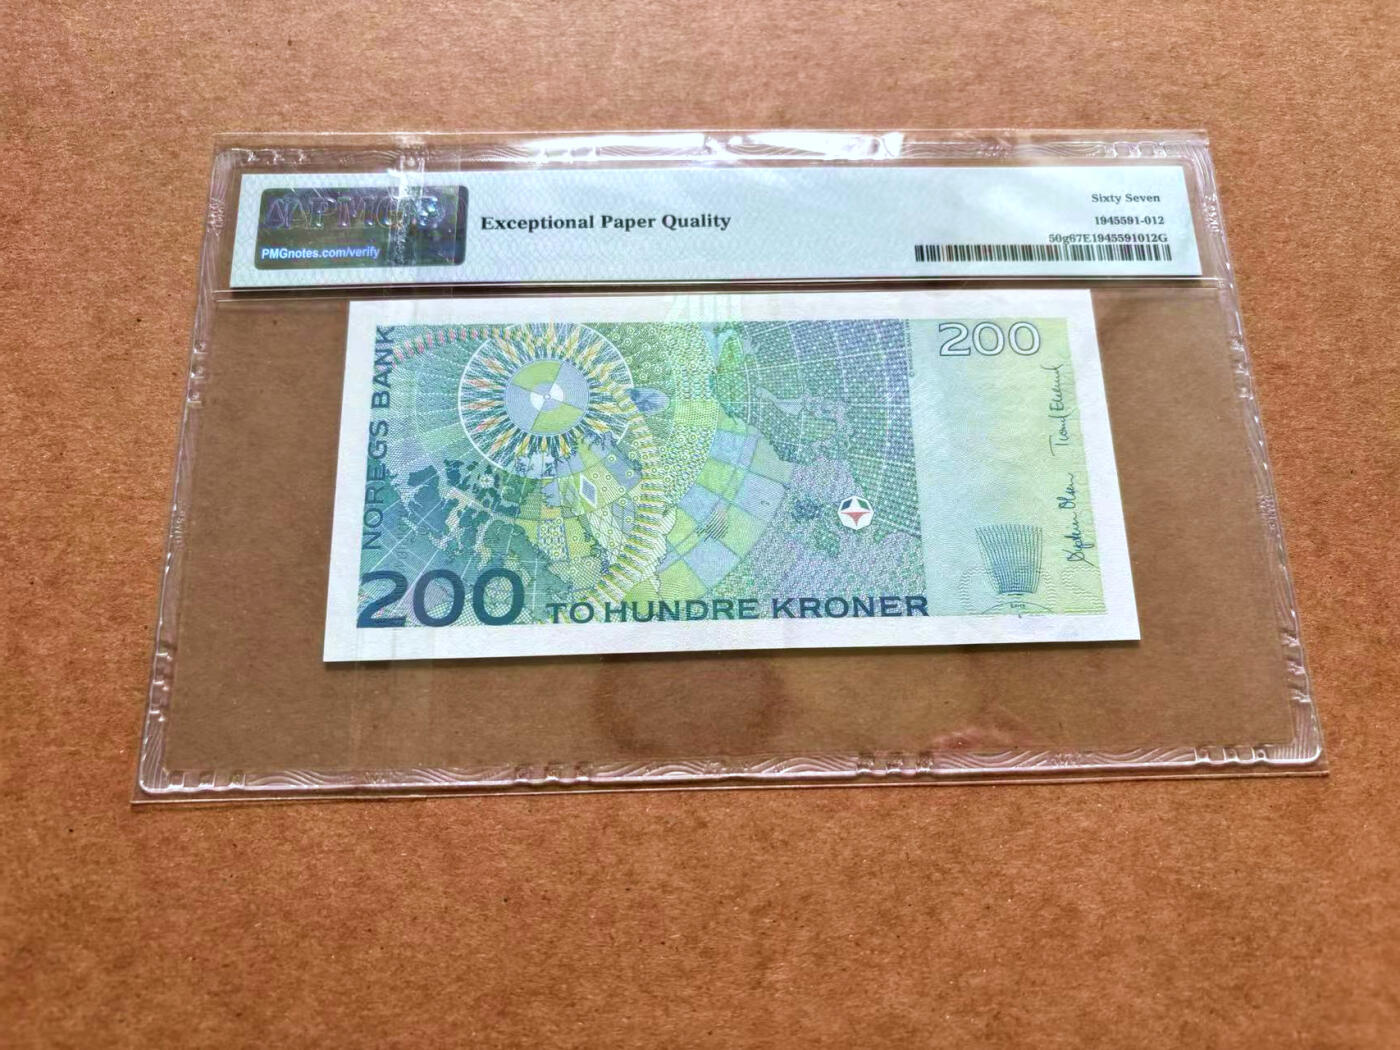 PMG
PMGnotes.com/verify
Exceptional Paper Quality
Sixty Seven
1945591-012
50g67E1945591012G
NOREGS BANK
200
200 TO HUNDRE KRONER